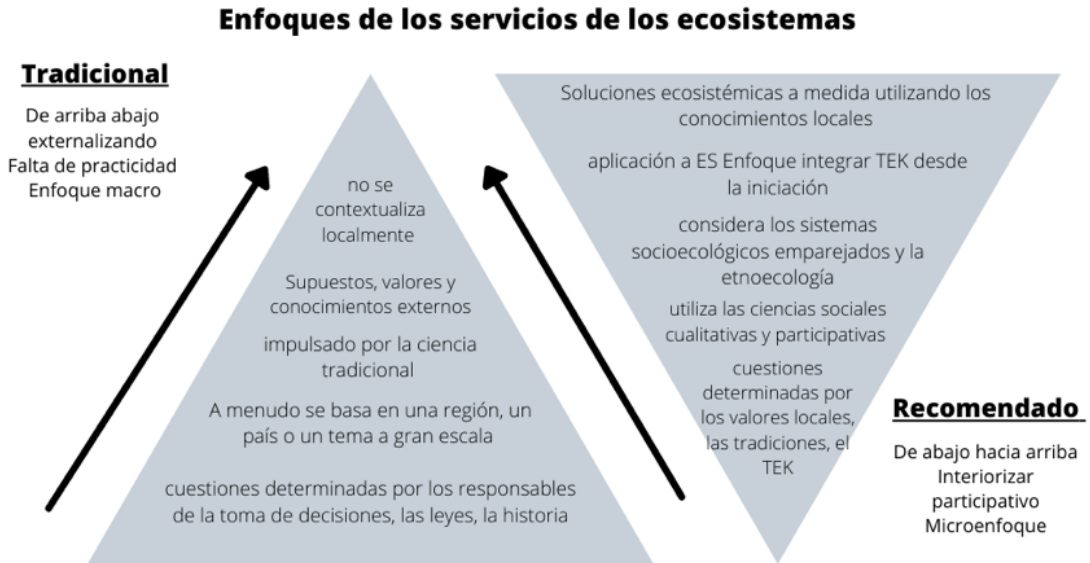 Enfoques de los servicios de los ecosistemas
Tradicional
De arriba abajo
externalizando
Falta de practicidad
Enfoque macro
no se
contextualiza
localmente
Supuestos, valores y
conocimientos externos
impulsado por la ciencia
tradicional
A menudo se basa en una región, un
país o un tema a gran escala
cuestiones determinadas por los responsables
de la toma de decisiones, las leyes, la historia
Soluciones ecosistémicas a medida utilizando los
conocimientos locales
aplicación a ES Enfoque integrar TEK desde
la iniciación
considera los sistemas
socioecológicos emparejados y la
etnoecología
utiliza las ciencias sociales
cualitativas y participativas
cuestiones
determinadas por
los valores locales,
las tradiciones, el
TEK
Recomendado
De abajo hacia arriba
Interiorizar
participativo
Microenfoque